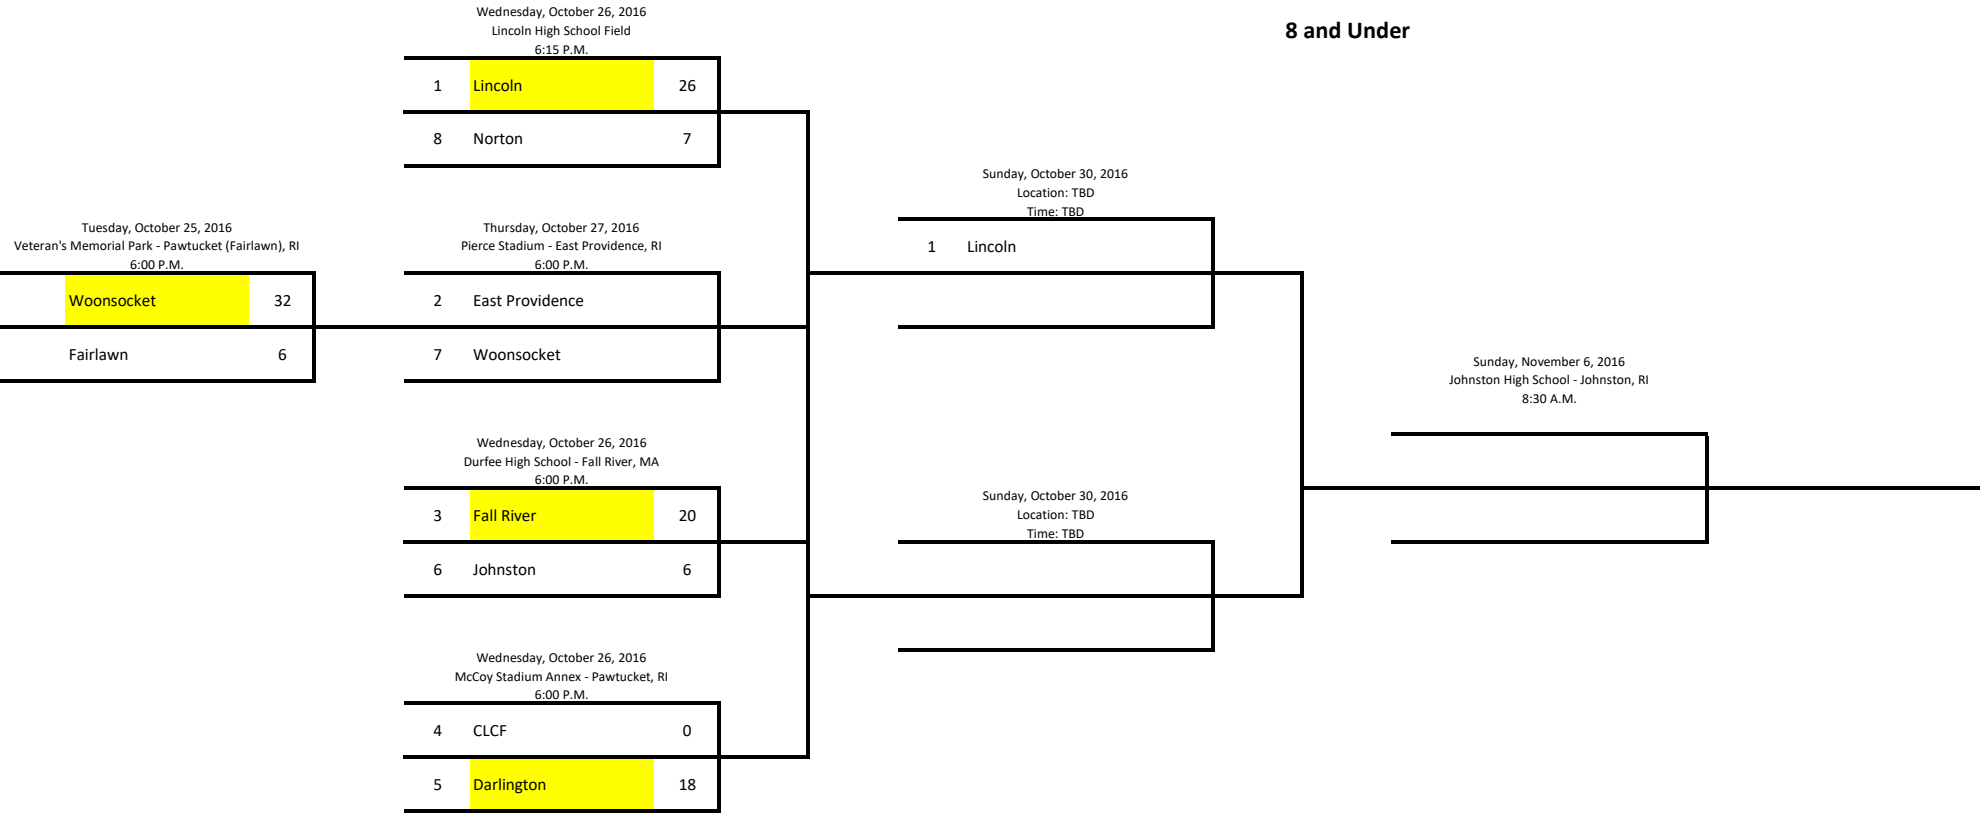 8 and Under
Wednesday, October 26, 2016
Lincoln High School Field
6:15 P.M.
1 Lincoln 26
8 Norton 7
Tuesday, October 25, 2016
Veteran's Memorial Park - Pawtucket (Fairlawn), RI
6:00 P.M.
Woonsocket 32
Fairlawn 6
Thursday, October 27, 2016
Pierce Stadium - East Providence, RI
6:00 P.M.
2 East Providence
7 Woonsocket
Wednesday, October 26, 2016
Durfee High School - Fall River, MA
6:00 P.M.
3 Fall River 20
6 Johnston 6
Wednesday, October 26, 2016
McCoy Stadium Annex - Pawtucket, RI
6:00 P.M.
4 CLCF 0
5 Darlington 18
Sunday, October 30, 2016
Location: TBD
Time: TBD
1 Lincoln
Sunday, October 30, 2016
Location: TBD
Time: TBD
Sunday, November 6, 2016
Johnston High School - Johnston, RI
8:30 A.M.